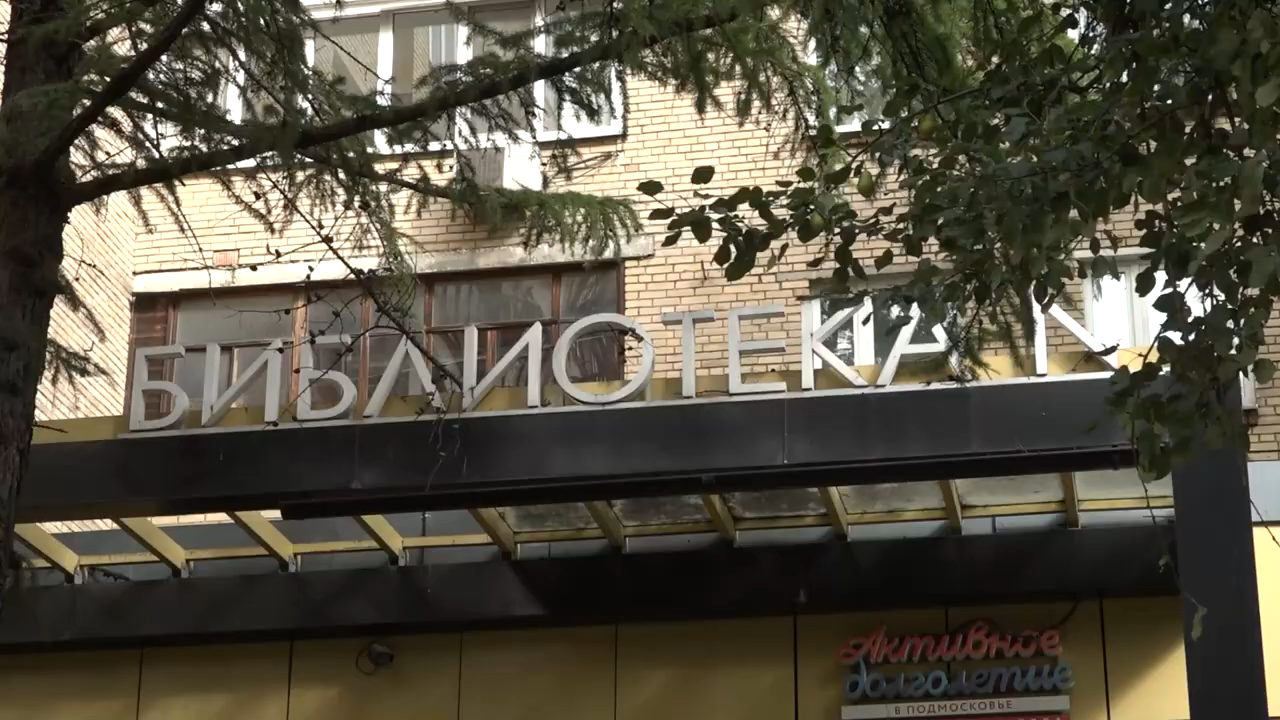 БИБЛИОТЕКА
Активное
долголетие
В ПОДМОСКОВЬЕ